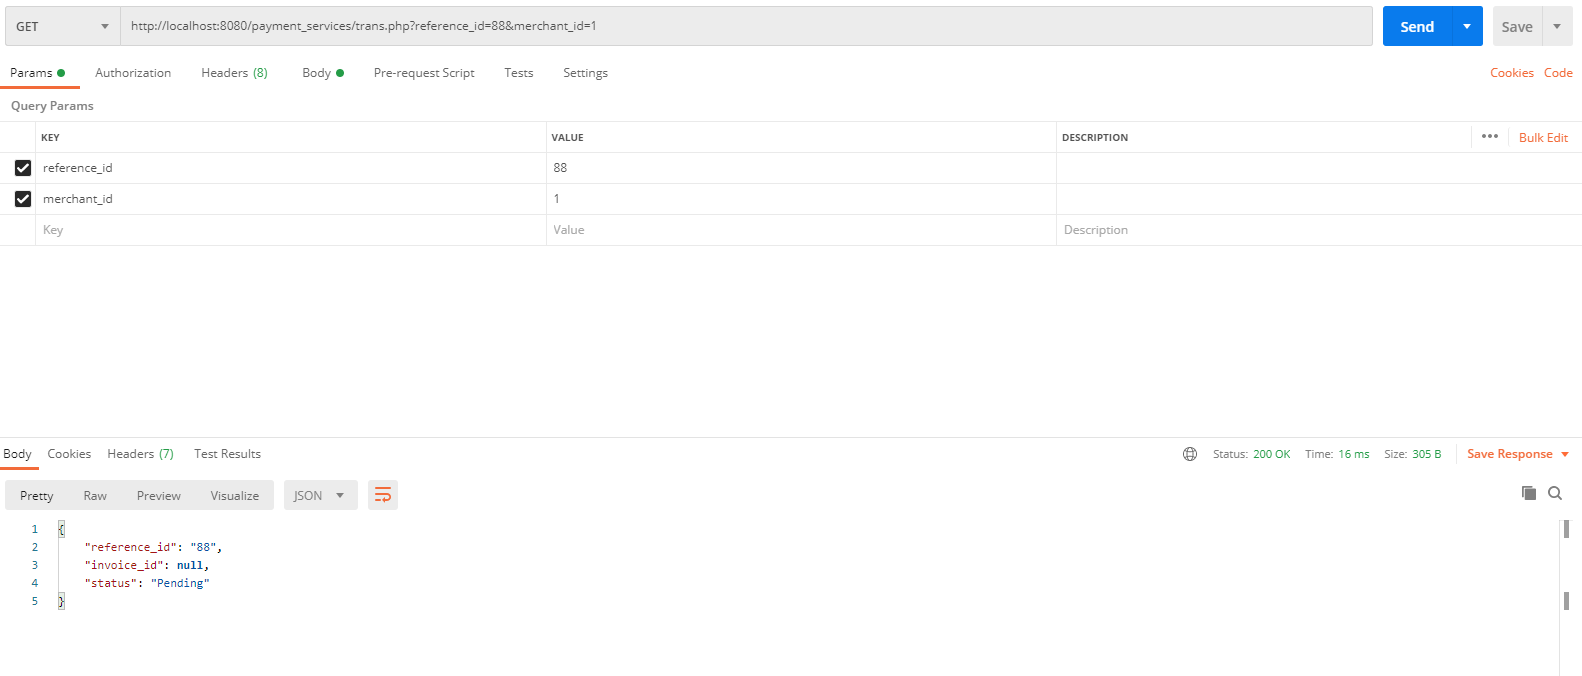 GET http://localhost:8080/payment_services/trans.php?reference_id=88&merchant_id=1 Send Save
Params Authorization Headers (8) Body Pre-request Script Tests Settings Cookies Code
Query Params
KEY VALUE DESCRIPTION ••• Bulk Edit
reference_id 88
merchant_id 1
Key Value Description
Body Cookies Headers (7) Test Results Status: 200 OK Time: 16 ms Size: 305 B Save Response
Pretty Raw Preview Visualize JSON
1 {
2 "reference_id": "88",
3 "invoice_id": null,
4 "status": "Pending"
5 }